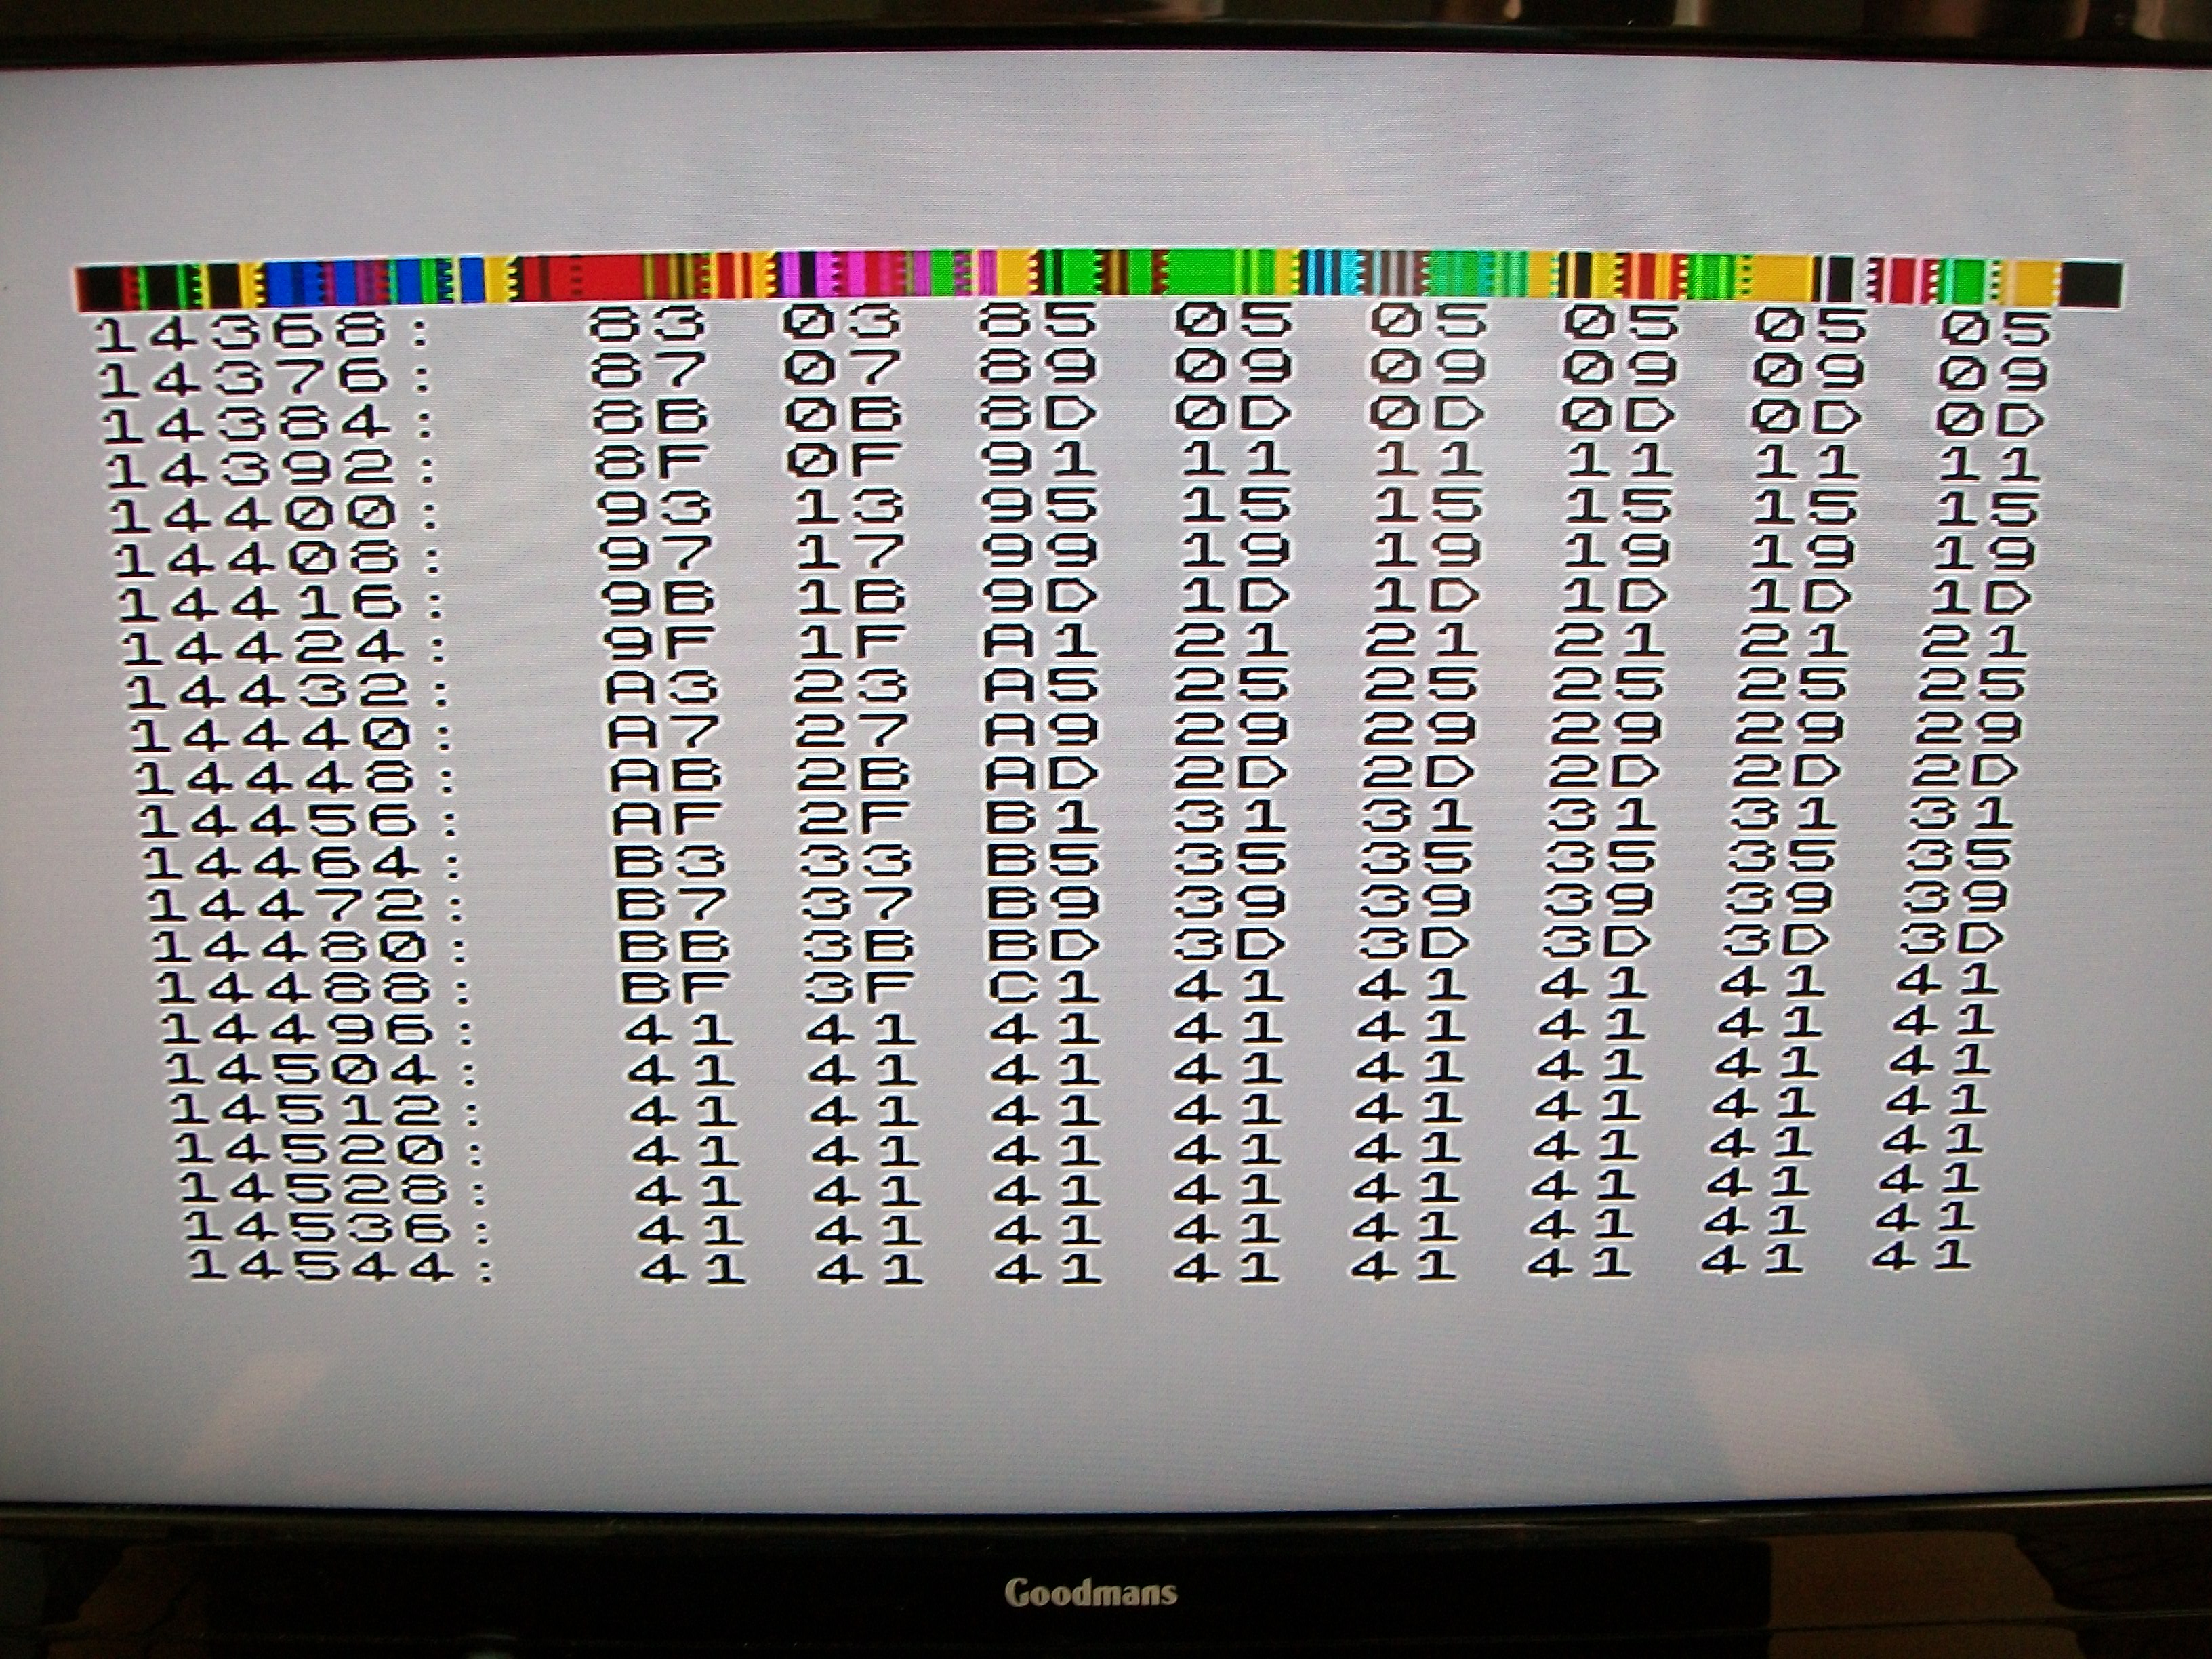 14368: 83 03 85 05 05 05 05 05
14376: 87 07 89 09 09 09 09 09
14384: 8B 0B 8D 0D 0D 0D 0D 0D
14392: 8F 0F 91 11 11 11 11 11
14400: 93 13 95 15 15 15 15 15
14408: 97 17 99 19 19 19 19 19
14416: 9B 1B 9D 1D 1D 1D 1D 1D
14424: 9F 1F A1 21 21 21 21 21
14432: A3 23 A5 25 25 25 25 25
14440: A7 27 A9 29 29 29 29 29
14448: AB 2B AD 2D 2D 2D 2D 2D
14456: AF 2F B1 31 31 31 31 31
14464: B3 33 B5 35 35 35 35 35
14472: B7 37 B9 39 39 39 39 39
14480: BB 3B BD 3D 3D 3D 3D 3D
14488: BF 3F C1 41 41 41 41 41
14496: 41 41 41 41 41 41 41 41
14504: 41 41 41 41 41 41 41 41
14512: 41 41 41 41 41 41 41 41
14520: 41 41 41 41 41 41 41 41
14528: 41 41 41 41 41 41 41 41
14536: 41 41 41 41 41 41 41 41
14544: 41 41 41 41 41 41 41 41
Goodmans